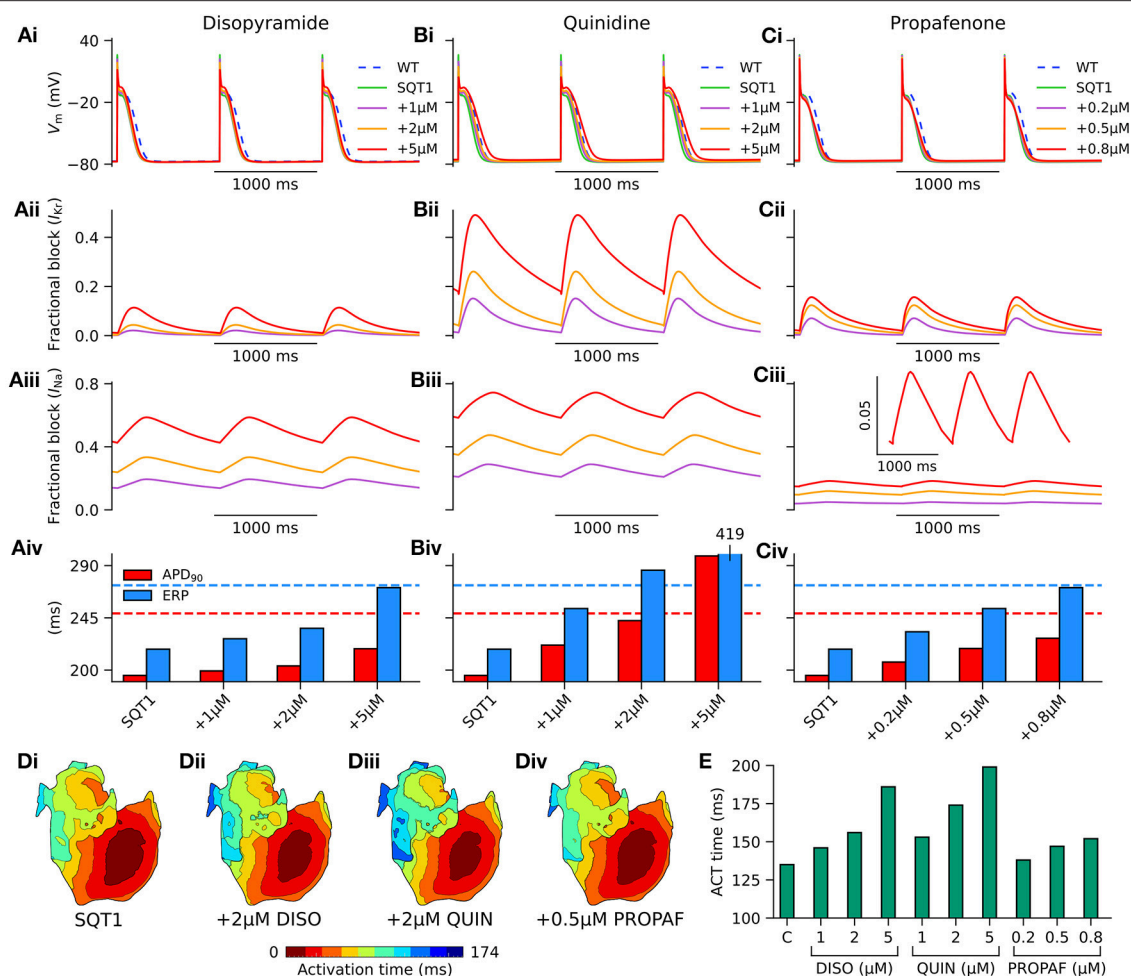 Disopyramide
Quinidine
Propafenone
Ai
40
−20
−80
Vm (mV)
WT
SQT1
+1µM
+2µM
+5µM
1000 ms
Bi
WT
SQT1
+1µM
+2µM
+5µM
1000 ms
Ci
WT
SQT1
+0.2µM
+0.5µM
+0.8µM
1000 ms
Aii
Fractional block (IKr)
0.4
0.2
0.0
1000 ms
Bii
1000 ms
Cii
1000 ms
Aiii
Fractional block (INa)
0.8
0.4
0.0
1000 ms
Biii
1000 ms
Ciii
0.05
1000 ms
1000 ms
Aiv
(ms)
290
245
200
APD90
ERP
SQT1
+1µM
+2µM
+5µM
Biv
419
SQT1
+1µM
+2µM
+5µM
Civ
SQT1
+0.2µM
+0.5µM
+0.8µM
Di
SQT1
Dii
+2µM DISO
Diii
+2µM QUIN
Div
+0.5µM PROPAF
0
174
Activation time (ms)
E
ACT time (ms)
200
175
150
125
100
C 1 2 5 1 2 5 0.2 0.5 0.8
DISO (µM) QUIN (µM) PROPAF (µM)